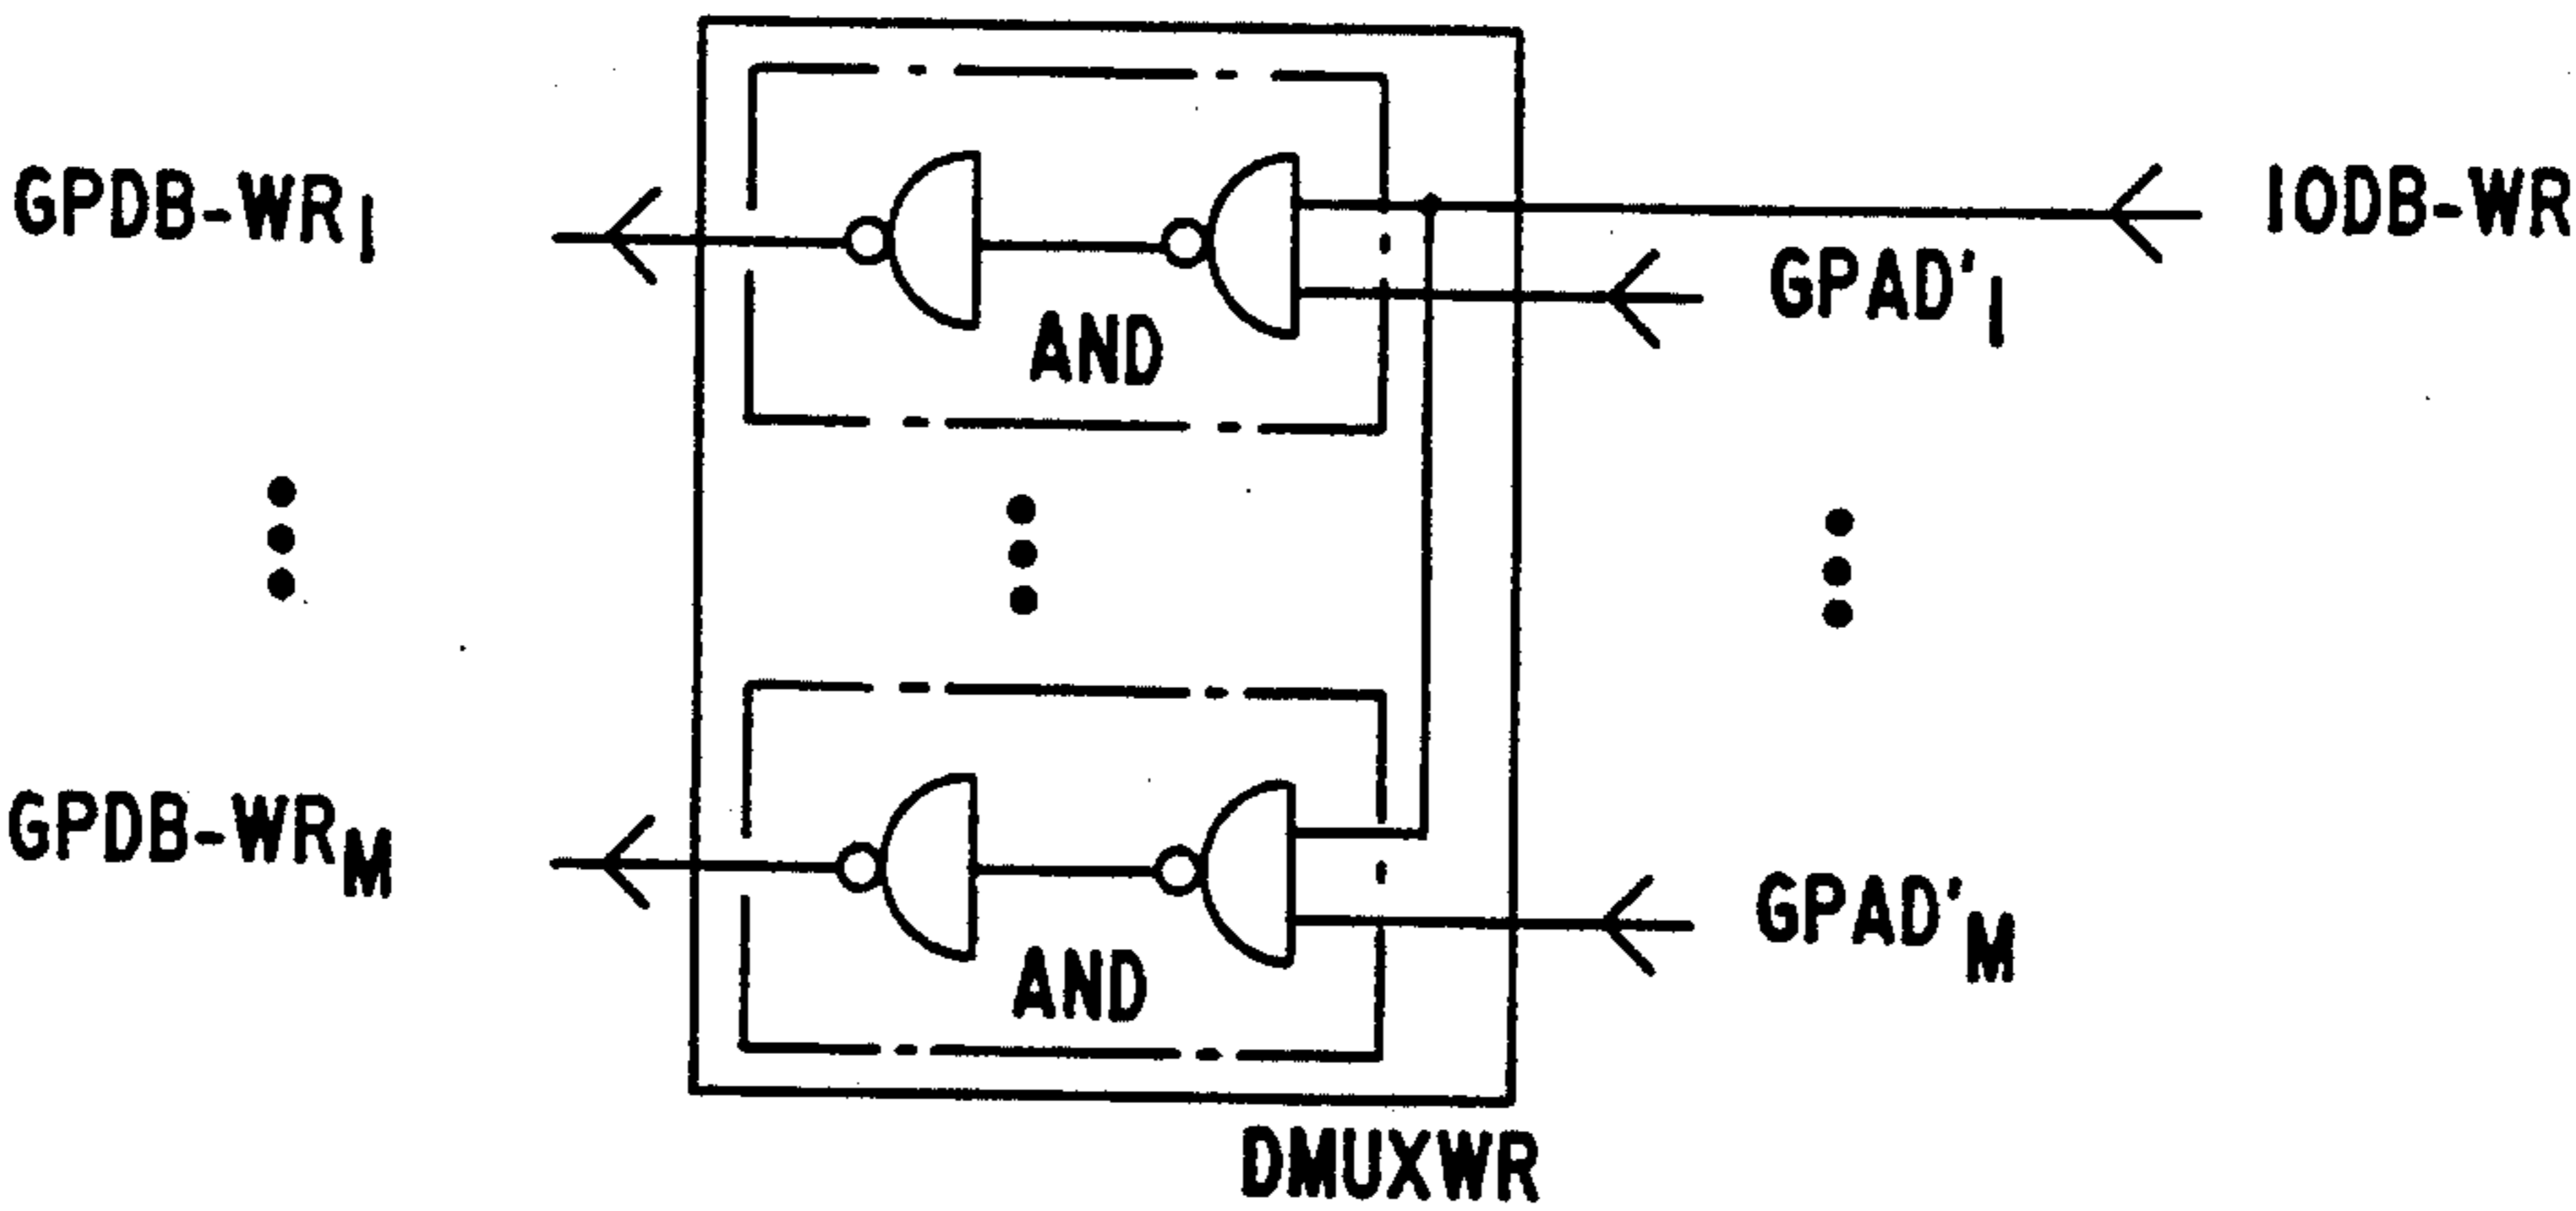 GPDB-WR1
IODB-WR
GPAD'1
AND
GPDB-WRM
GPAD'M
AND
DMUXWR